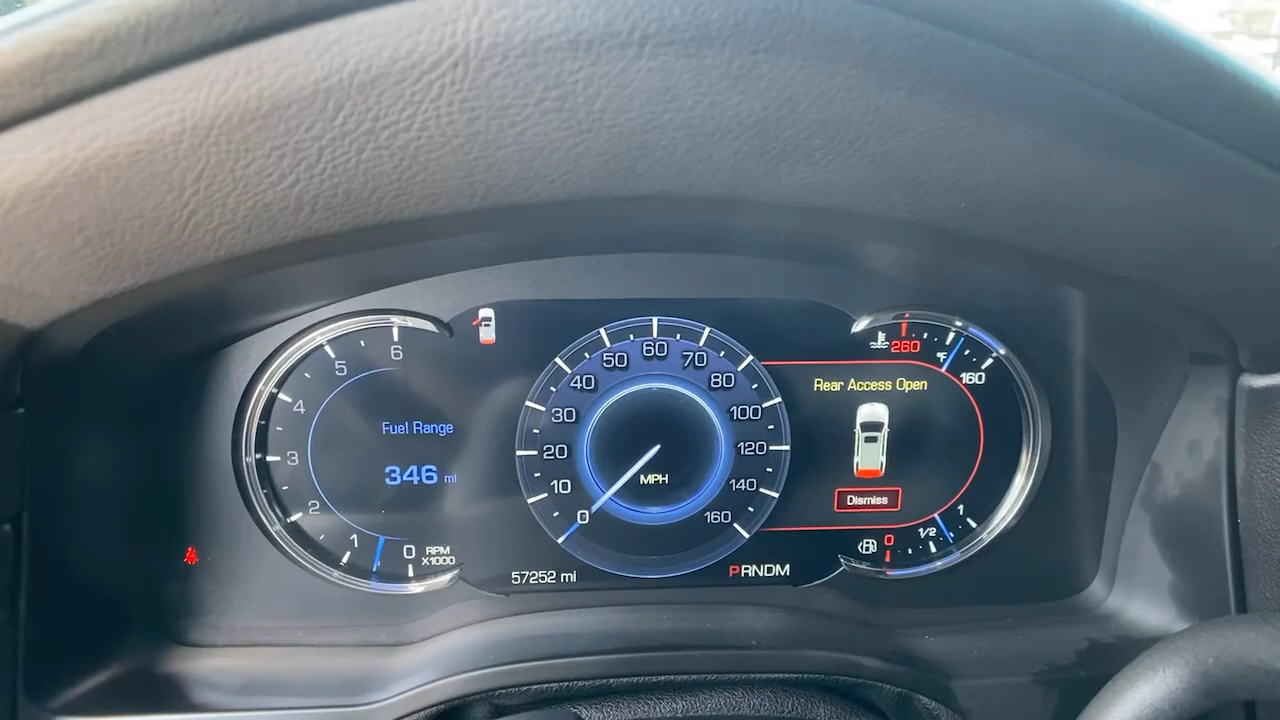 6
5
4
3
2
1
0
RPM
X1000
Fuel Range
346 mi
57252 mi
0
10
20
30
40
50
60
70
80
100
120
140
160
MPH
PRNDM
260
°F
160
Rear Access Open
Dismiss
0
1/2
1